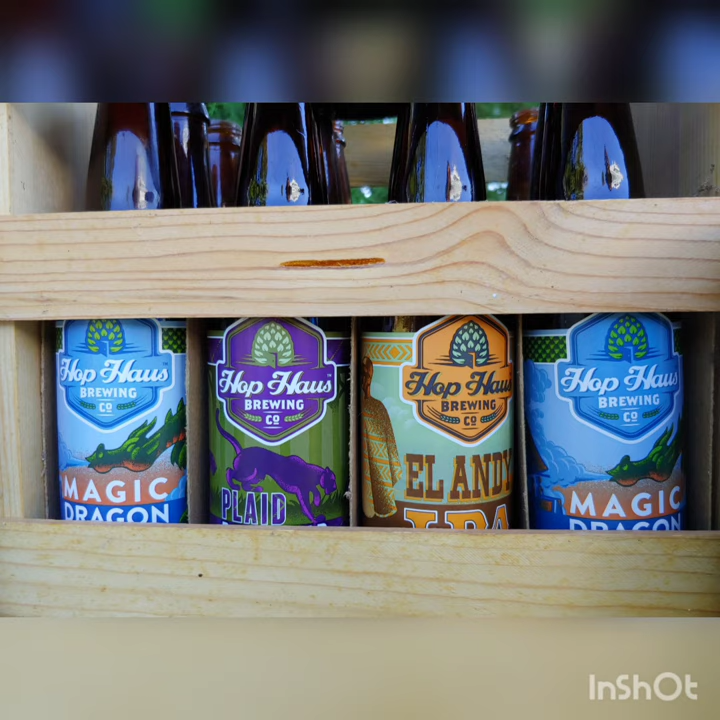 Hop Haus
BREWING
CO
MAGIC
DRAGON
Hop Haus
BREWING
CO
PLAID
Hop Haus
BREWING
CO
EL ANDY
IPA
Hop Haus
BREWING
CO
MAGIC
DRAGON
InShOt